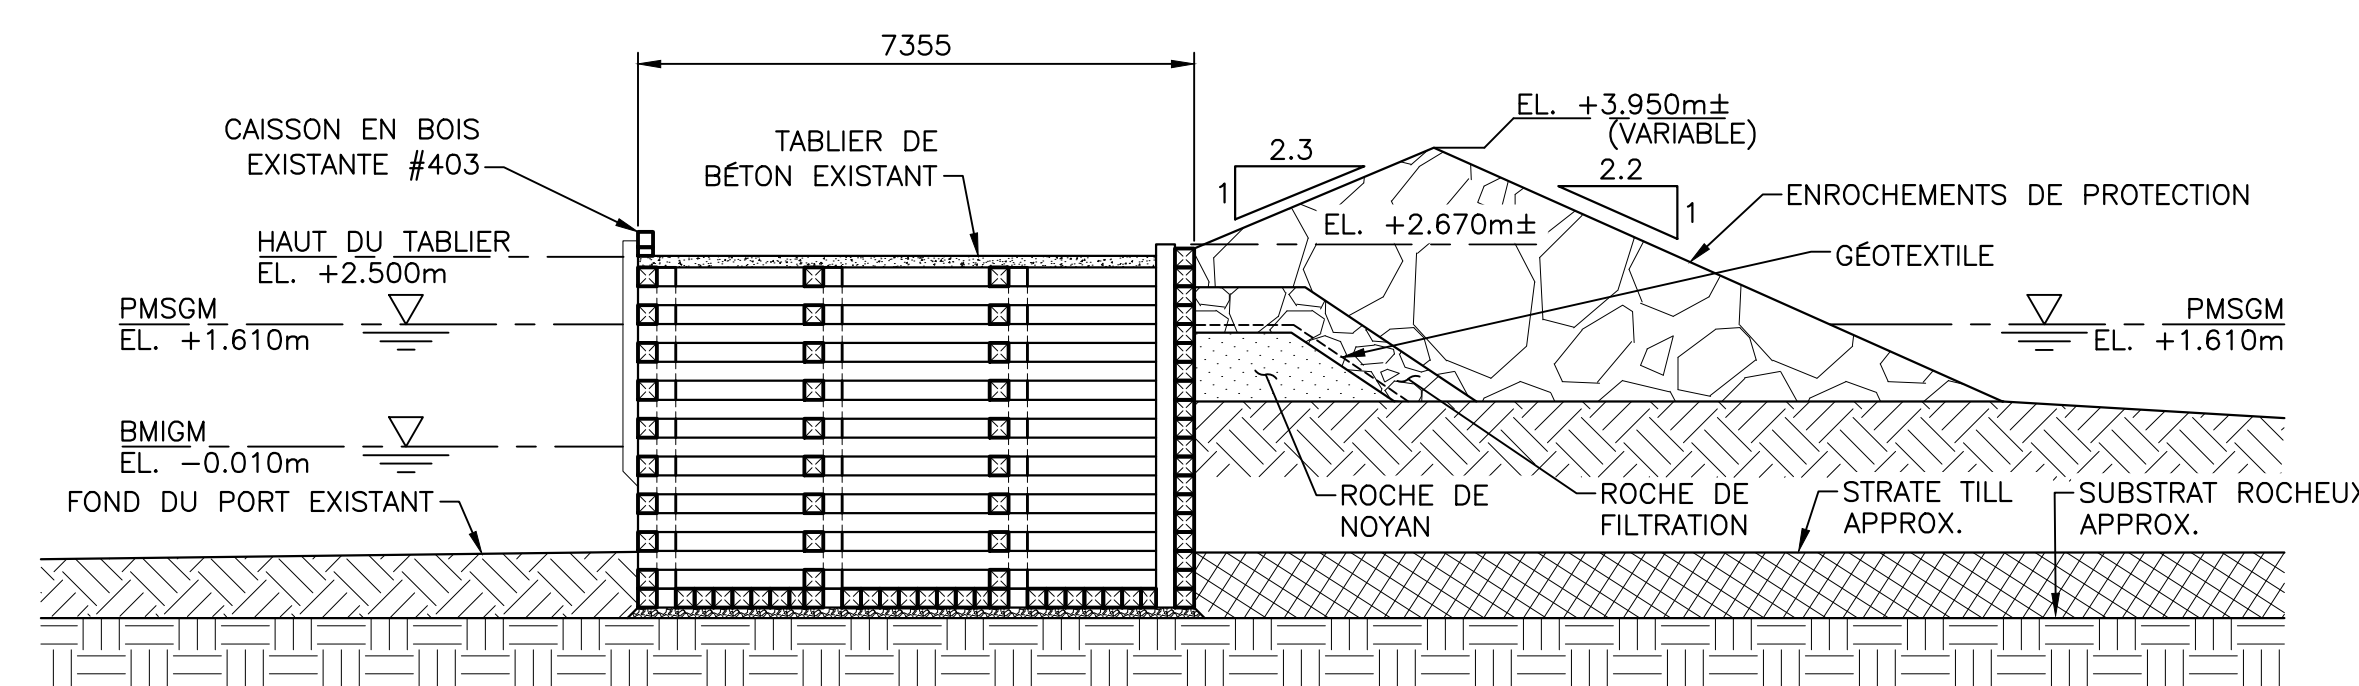 7355
EL. +3.950m±
(VARIABLE)
CAISSON EN BOIS
EXISTANTE #403
TABLIER DE
BÉTON EXISTANT
2.3
1
2.2
1
ENROCHEMENTS DE PROTECTION
EL. +2.670m±
HAUT DU TABLIER
EL. +2.500m
GÉOTEXTILE
PMSGM
EL. +1.610m
PMSGM
EL. +1.610m
BMIGM
EL. -0.010m
FOND DU PORT EXISTANT
ROCHE DE
NOYAN
ROCHE DE
FILTRATION
STRATE TILL
APPROX.
SUBSTRAT ROCHEUX
APPROX.